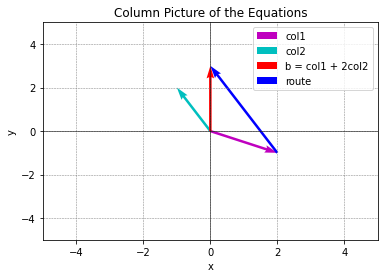 Column Picture of the Equations
col1
col2
b = col1 + 2col2
route
y
4
2
0
−2
−4
−4
−2
0
2
4
x